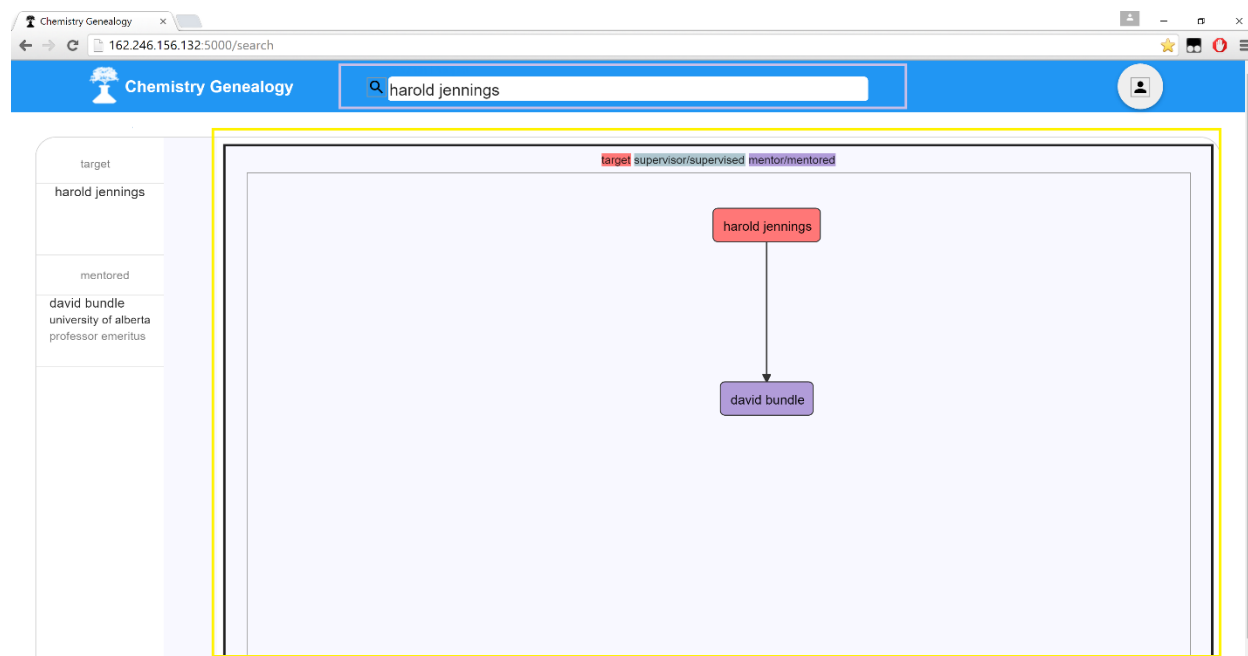 Chemistry Genealogy
162.246.156.132:5000/search
Chemistry Genealogy
harold jennings
target
harold jennings
mentored
david bundle
university of alberta
professor emeritus
target supervisor/supervised mentor/mentored
harold jennings
david bundle